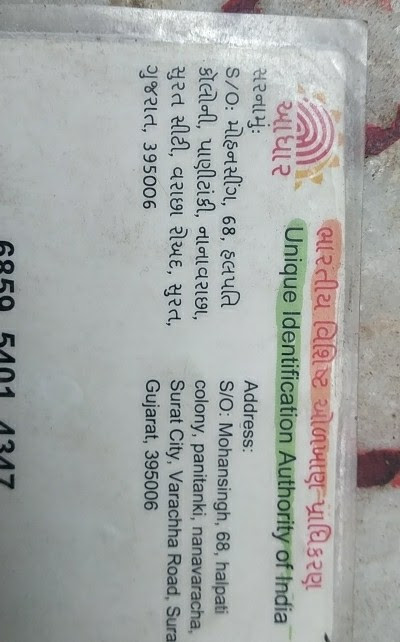 ભારતીય વિશિષ્ટ ઓળખાણ પ્રાધિકરણ
Unique Identification Authority of India
આધાર
સરનામું:
S/O: મોહનસીંગ, 68, હલપતિ
કોલોની, પાણીટાંકી, નાનાવરાછા,
સુરત સીટી, વરાછા રોઅદ, સુરત,
ગુજરાત, 395006
Address:
S/O: Mohansingh, 68, halpati
colony, panitanki, nanavaracha,
Surat City, Varachha Road, Sura
Gujarat, 395006
6859 5401 4347